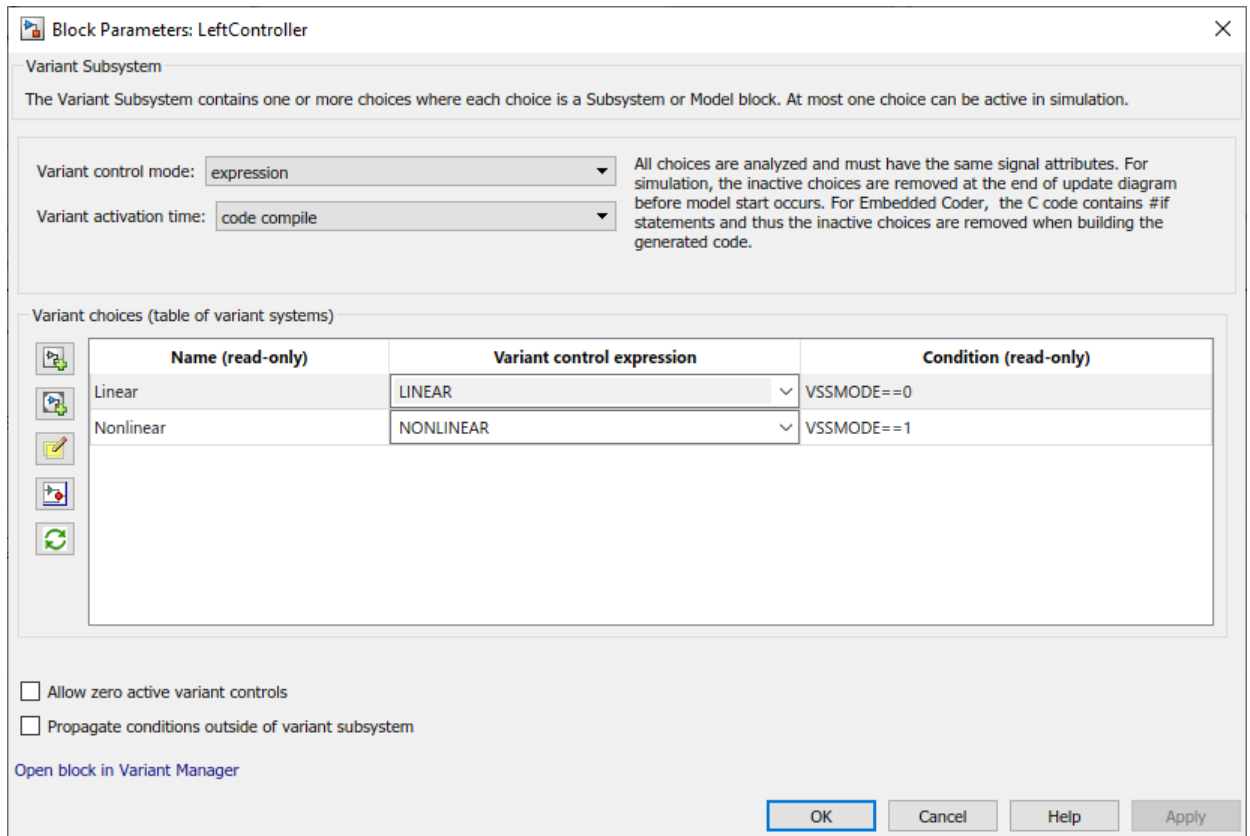 Block Parameters: LeftController
Variant Subsystem
The Variant Subsystem contains one or more choices where each choice is a Subsystem or Model block. At most one choice can be active in simulation.
Variant control mode: expression
Variant activation time: code compile
All choices are analyzed and must have the same signal attributes. For
simulation, the inactive choices are removed at the end of update diagram
before model start occurs. For Embedded Coder, the C code contains #if
statements and thus the inactive choices are removed when building the
generated code.
Variant choices (table of variant systems)
Name (read-only) Variant control expression Condition (read-only)
Linear LINEAR VSSMODE==0
Nonlinear NONLINEAR VSSMODE==1
Allow zero active variant controls
Propagate conditions outside of variant subsystem
Open block in Variant Manager
OK Cancel Help Apply